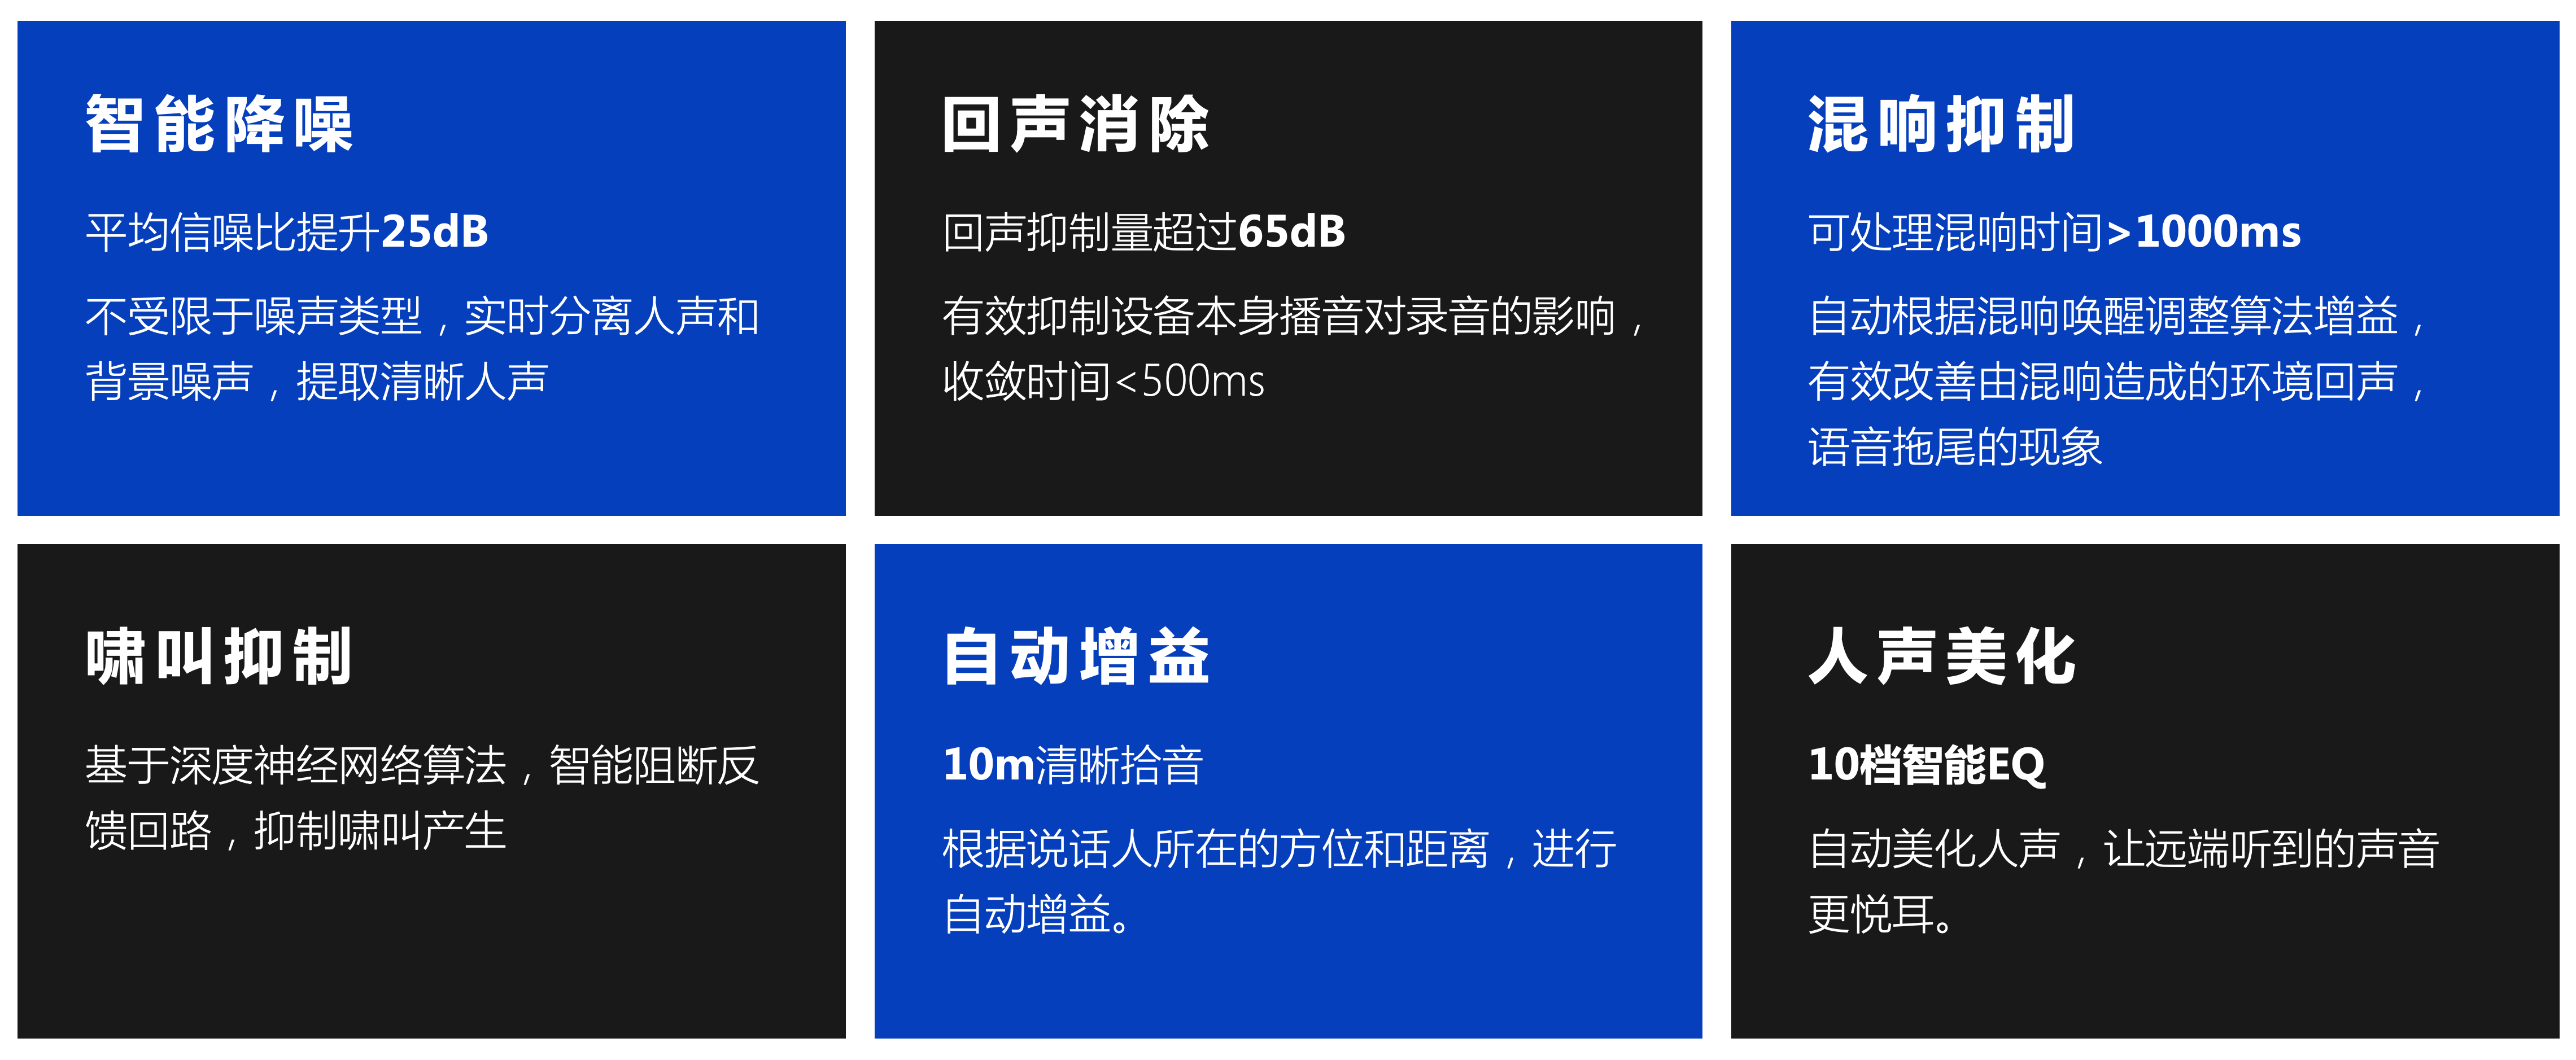 智能降噪
平均信噪比提升25dB
不受限于噪声类型，实时分离人声和
背景噪声，提取清晰人声
回声消除
回声抑制量超过65dB
有效抑制设备本身播音对录音的影响，
收敛时间<500ms
混响抑制
可处理混响时间>1000ms
自动根据混响唤醒调整算法增益，
有效改善由混响造成的环境回声，
语音拖尾的现象
啸叫抑制
基于深度神经网络算法，智能阻断反
馈回路，抑制啸叫产生
自动增益
10m清晰拾音
根据说话人所在的方位和距离，进行
自动增益。
人声美化
10档智能EQ
自动美化人声，让远端听到的声音
更悦耳。